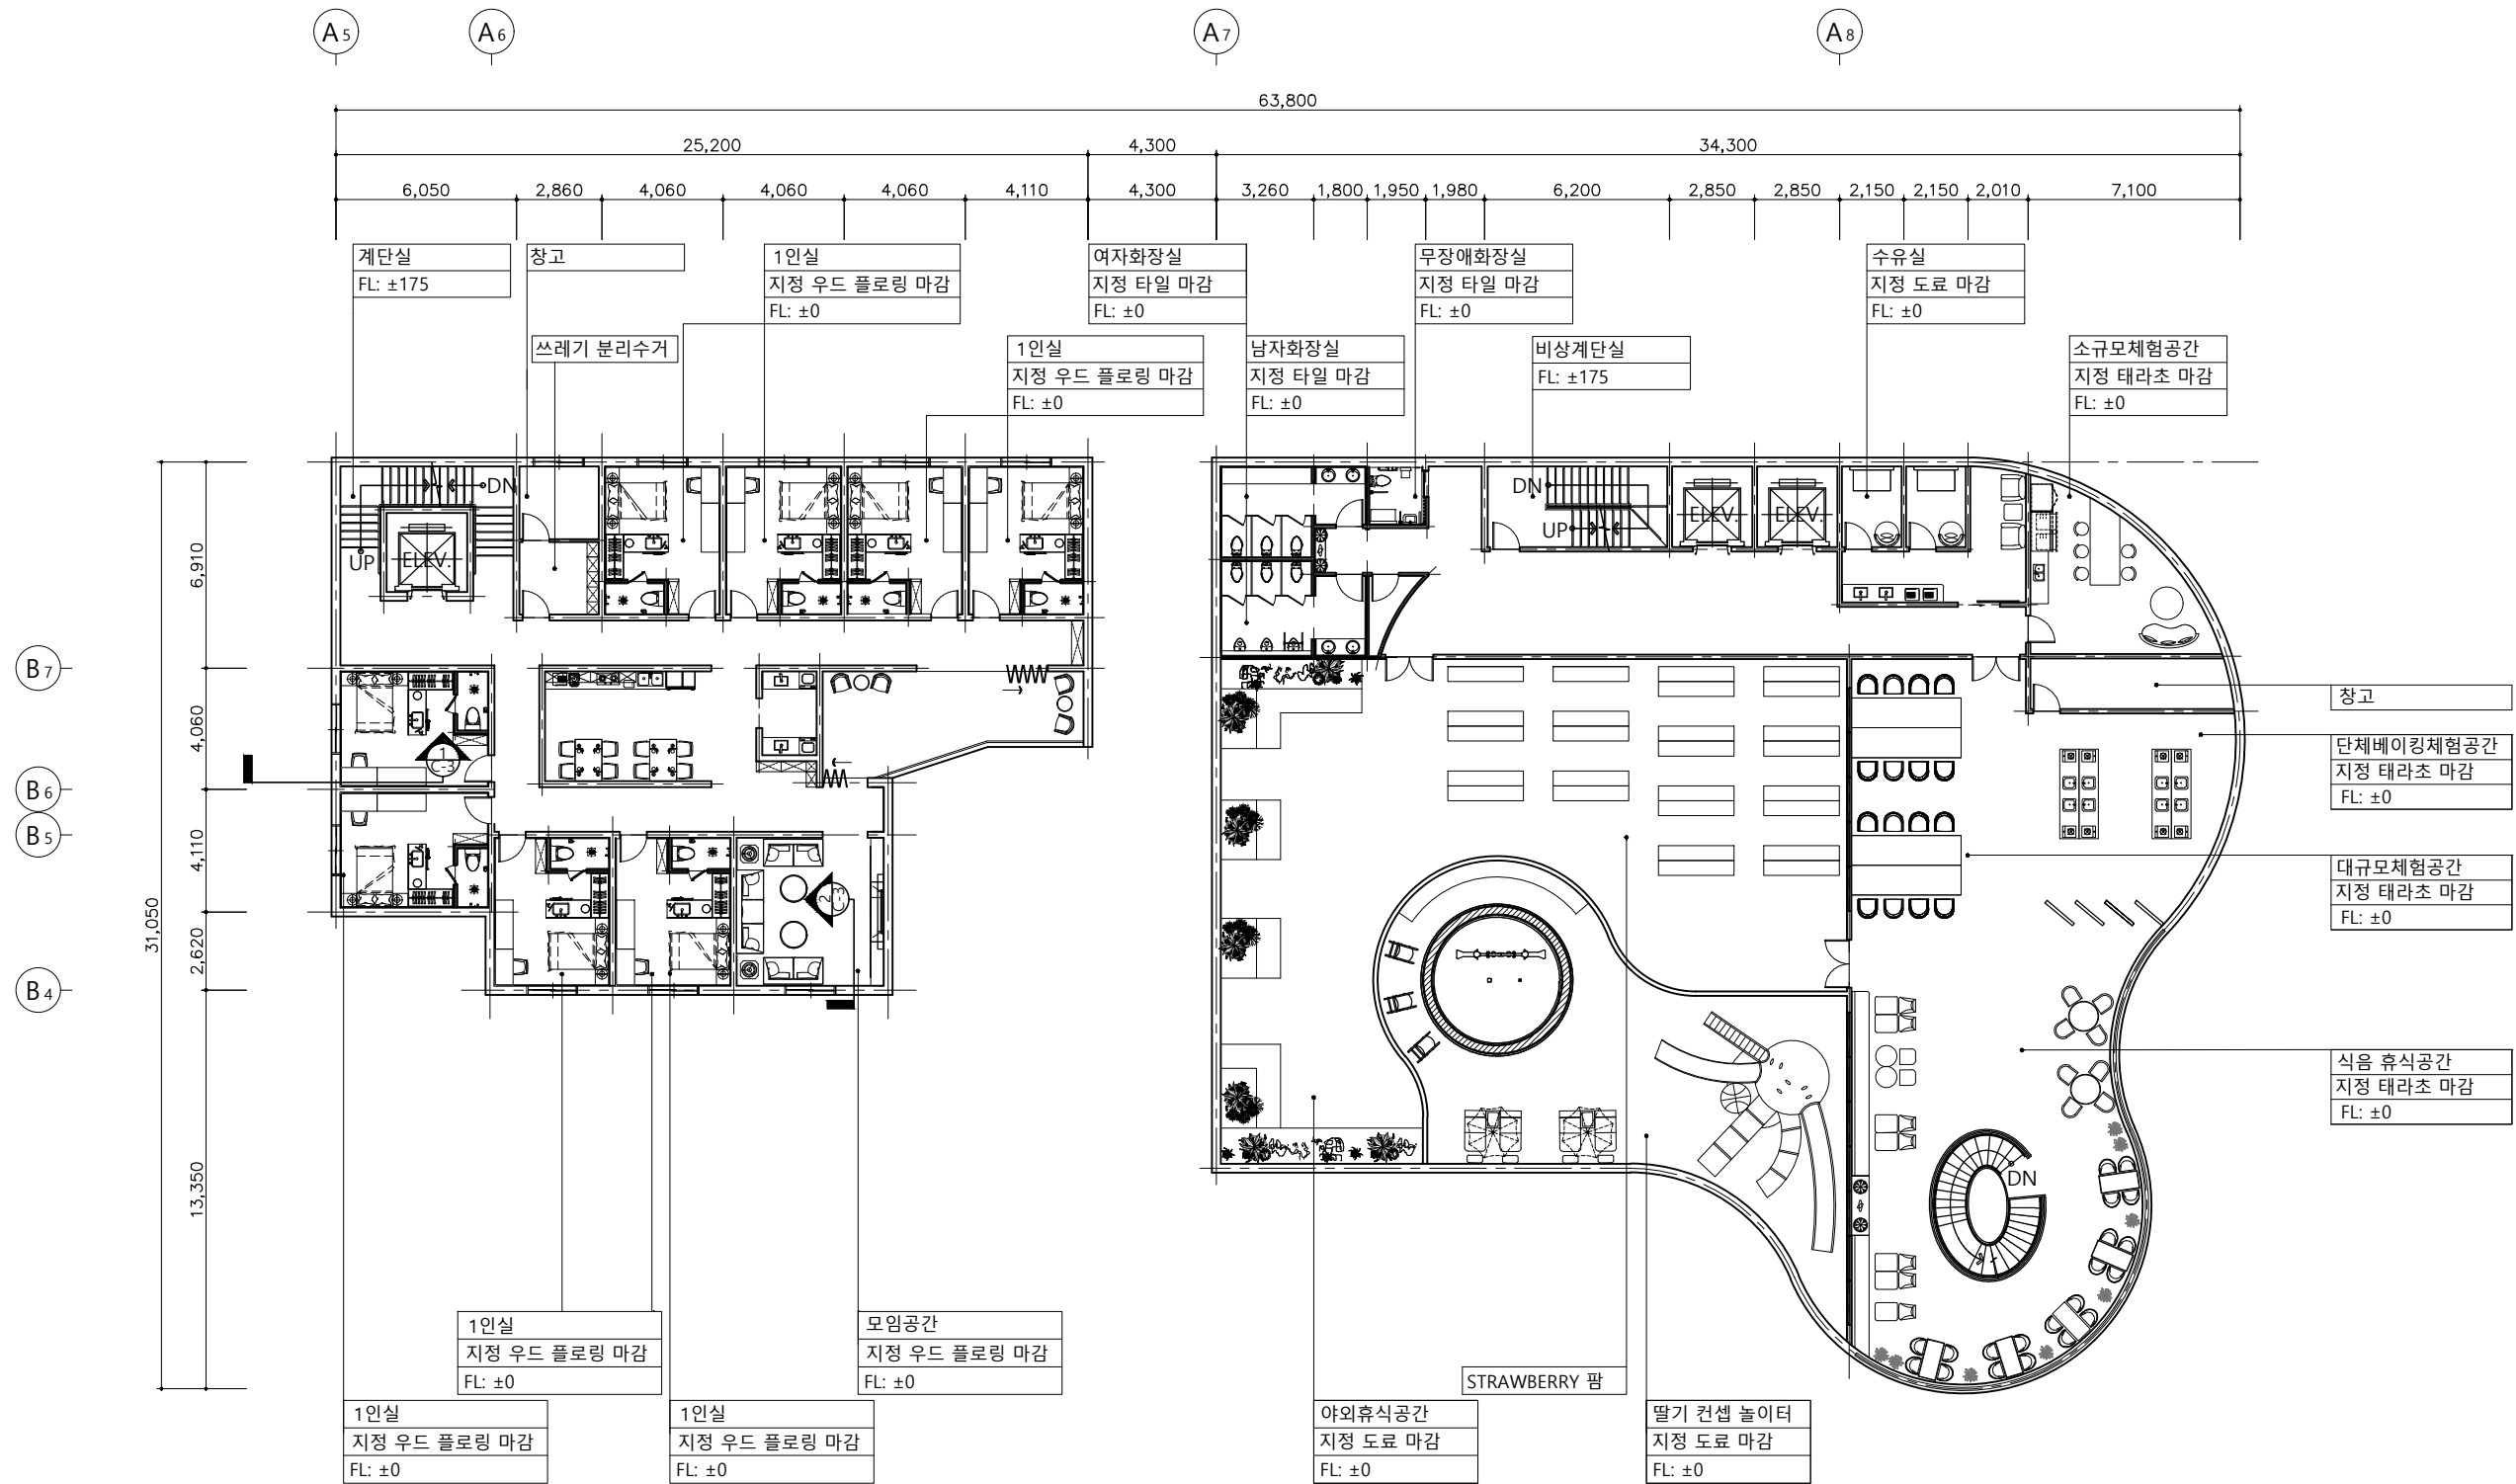 A5 A6 A7 A8
63,800
25,200 4,300 34,300
6,050 2,860 4,060 4,060 4,060 4,110 4,300 3,260 1,800 1,950 1,980 6,200 2,850 2,850 2,150 2,150 2,010 7,100
계단실
FL: ±175
창고
1인실
지정 우드 플로링 마감
FL: ±0
여자화장실
지정 타일 마감
FL: ±0
무장애화장실
지정 타일 마감
FL: ±0
수유실
지정 도료 마감
FL: ±0
쓰레기 분리수거
1인실
지정 우드 플로링 마감
FL: ±0
남자화장실
지정 타일 마감
FL: ±0
비상계단실
FL: ±175
소규모체험공간
지정 태라초 마감
FL: ±0
DN
UP
ELEV.
DN
UP
ELEV.
ELEV.
6,910
4,060
4,110
2,620
13,350
31,050
B7
B6
B5
B4
1
C-3
2
C-3
창고
단체베이킹체험공간
지정 태라초 마감
FL: ±0
대규모체험공간
지정 태라초 마감
FL: ±0
식음 휴식공간
지정 태라초 마감
FL: ±0
DN
1인실
지정 우드 플로링 마감
FL: ±0
모임공간
지정 우드 플로링 마감
FL: ±0
STRAWBERRY 팜
1인실
지정 우드 플로링 마감
FL: ±0
1인실
지정 우드 플로링 마감
FL: ±0
야외휴식공간
지정 도료 마감
FL: ±0
딸기 컨셉 놀이터
지정 도료 마감
FL: ±0